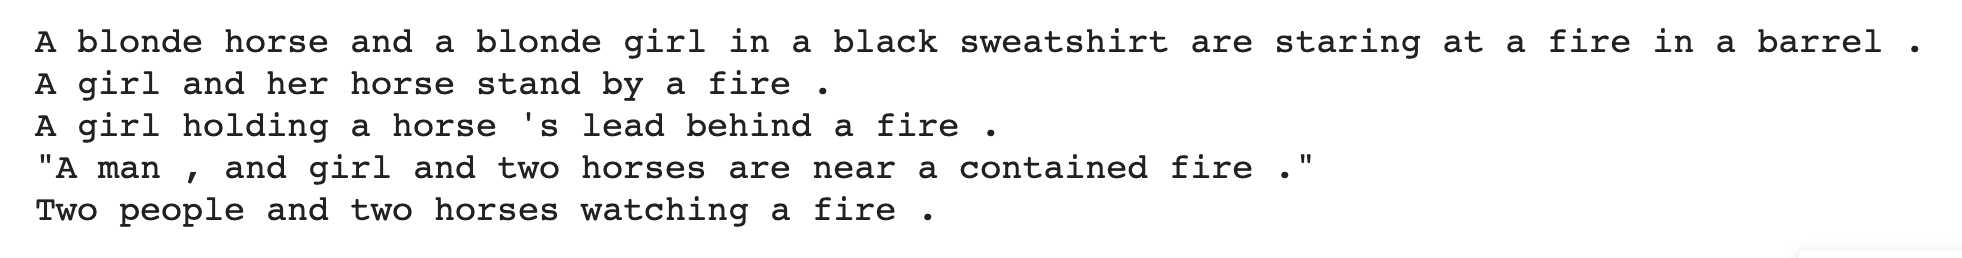 A blonde horse and a blonde girl in a black sweatshirt are staring at a fire in a barrel .
A girl and her horse stand by a fire .
A girl holding a horse 's lead behind a fire .
"A man , and girl and two horses are near a contained fire ."
Two people and two horses watching a fire .